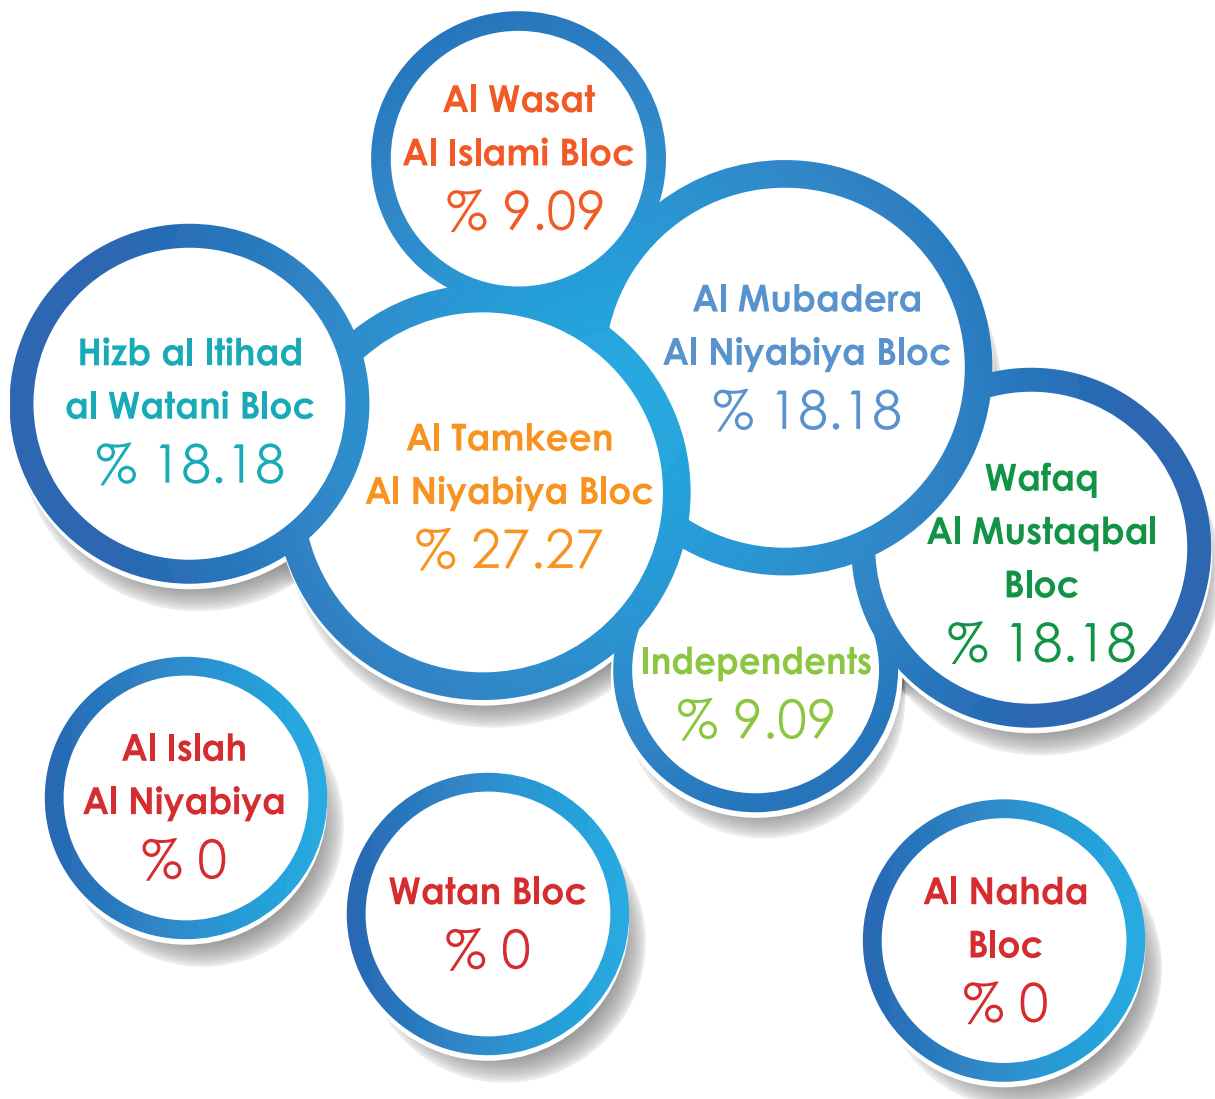 Al Wasat
Al Islami Bloc
% 9.09
Al Mubadera
Al Niyabiya Bloc
% 18.18
Hizb al Itihad
al Watani Bloc
% 18.18
Al Tamkeen
Al Niyabiya Bloc
% 27.27
Wafaq
Al Mustaqbal
Bloc
% 18.18
Independents
% 9.09
Al Islah
Al Niyabiya
% 0
Watan Bloc
% 0
Al Nahda
Bloc
% 0